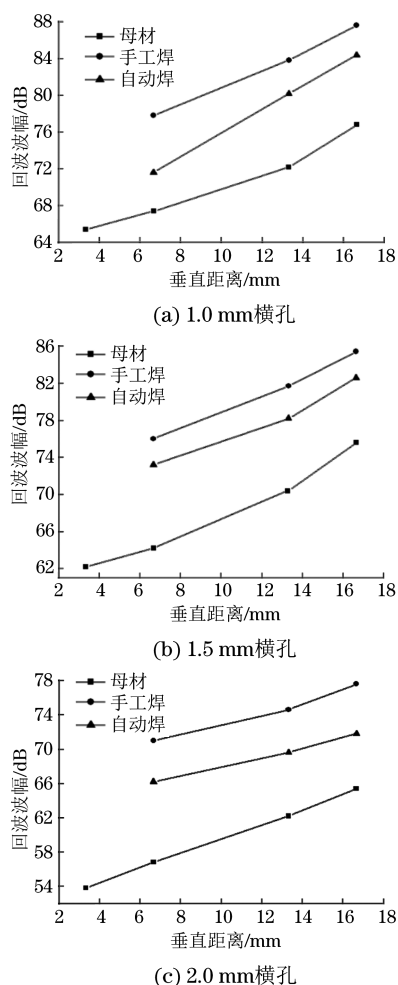 88
84
80
76
72
68
64
回波波幅/dB
母材
手工焊
自动焊
2 4 6 8 10 12 14 16 18
垂直距离/mm
(a) 1.0 mm横孔
86
82
78
74
70
66
62
回波波幅/dB
母材
手工焊
自动焊
2 4 6 8 10 12 14 16 18
垂直距离/mm
(b) 1.5 mm横孔
78
74
70
66
62
58
54
回波波幅/dB
母材
手工焊
自动焊
2 4 6 8 10 12 14 16 18
垂直距离/mm
(c) 2.0 mm横孔